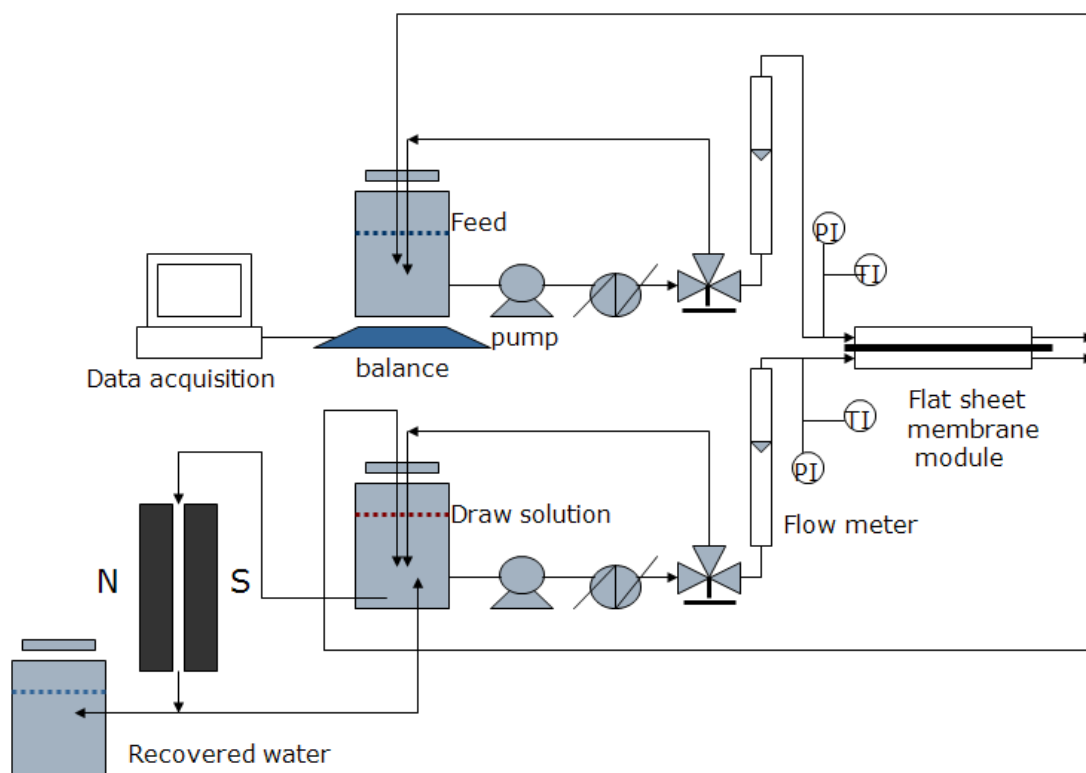 Feed
PI
TI
pump
balance
Data acquisition
Flat sheet
membrane
module
TI
PI
Draw solution
Flow meter
N
S
Recovered water